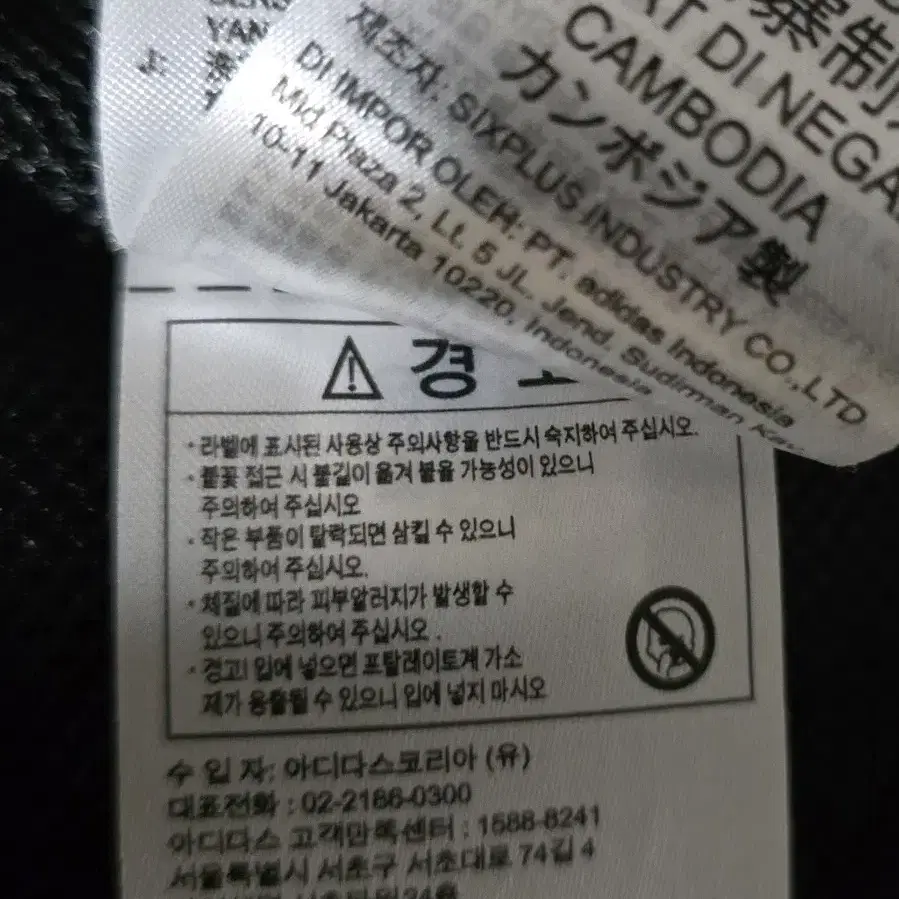 YAN
寨制
AT DI NEGA
CAMBODIA
カンボジア製
제조자: SIXPLUS INDUSTRY CO.,LTD
DI IMPOR OLEH: PT. adidas Indonesia
Mid Plaza 2, Lt. 5 JL. Jend. Sudirman Kav
10-11 Jakarta 10220, Indonesia
경
· 라벨에 표시된 사용상 주의사항을 반드시 숙지하여 주십시오.
· 불꽃 접근 시 불길이 옮겨 붙을 가능성이 있으니
주의하여 주십시오
· 작은 부품이 탈락되면 삼킬 수 있으니
주의하여 주십시오.
· 체질에 따라 피부알러지가 발생할 수
있으니 주의하여 주십시오 .
· 경고! 입에 넣으면 프탈레이트계 가소
제가 용출될 수 있으니 입에 넣지 마시오
수 입 자: 아디다스코리아 (유)
대표전화 : 02-2186-0300
아디다스 고객만족센터 : 1588-8241
서울특별시 서초구 서초대로 74길 4